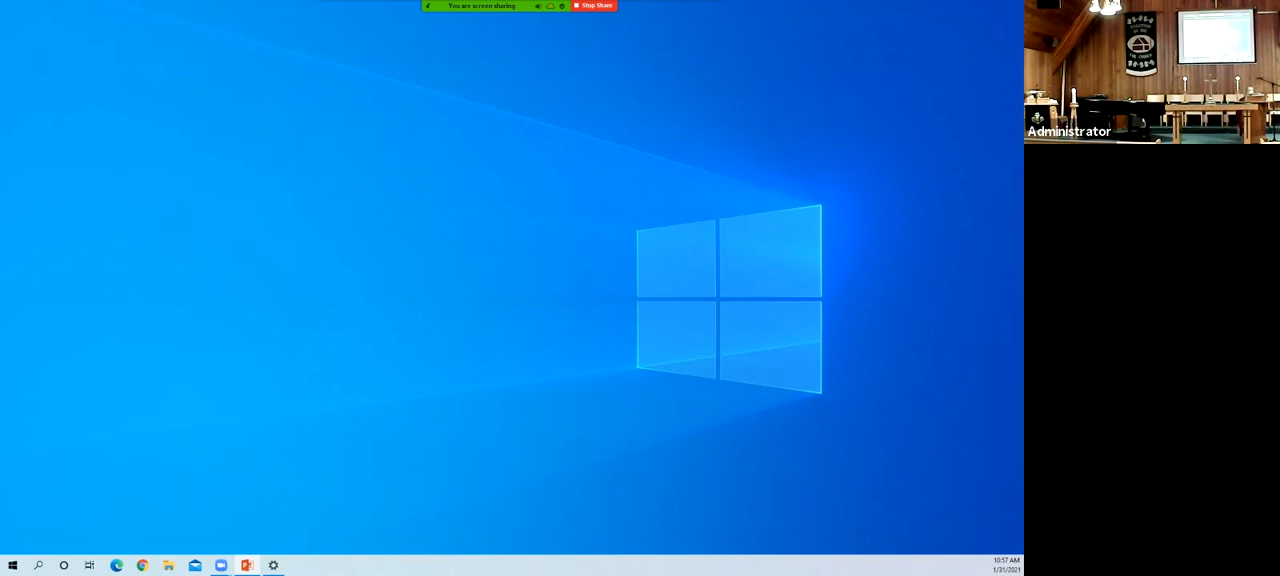 You are screen sharing
Stop Share
Administrator
10:57 AM
1/31/2021